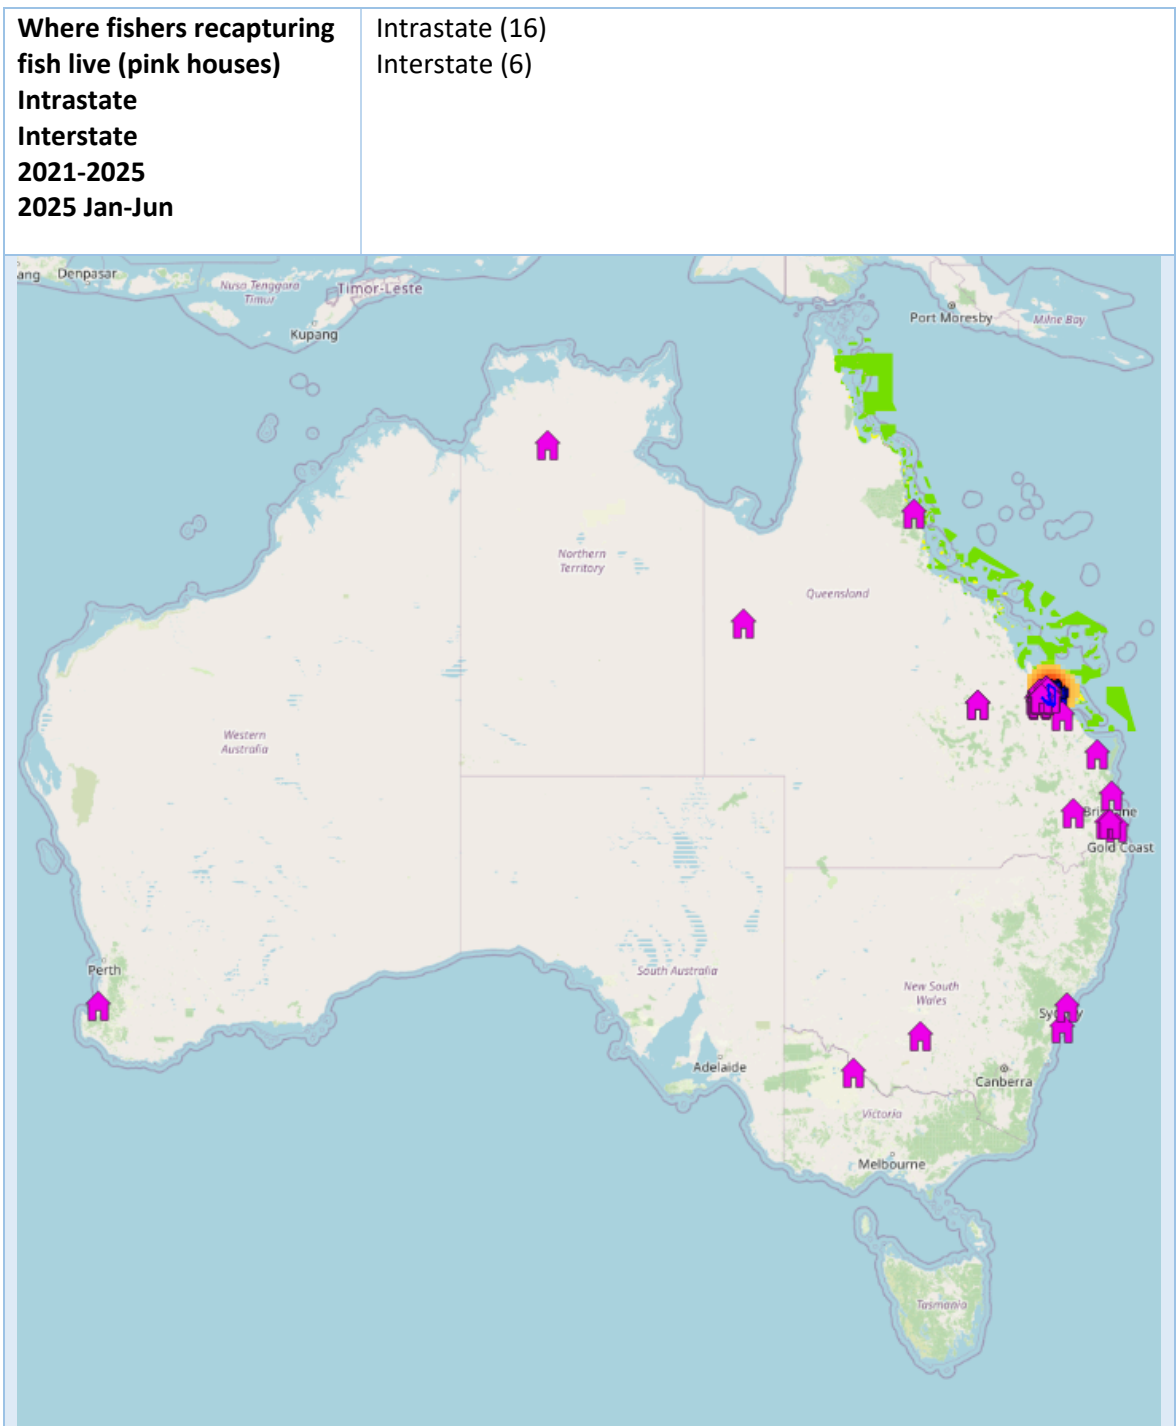 Where fishers recapturing
fish live (pink houses)
Intrastate
Interstate
2021-2025
2025 Jan-Jun
Intrastate (16)
Interstate (6)
ang
Denpasar
Nusa Tenggara
Timur
Timor-Leste
Kupang
Port Moresby
Milne Bay
Northern
Territory
Queensland
Western
Australia
Gold Coast
Perth
South Australia
New South
Wales
Adelaide
Canberra
Victoria
Melbourne
Tasmania